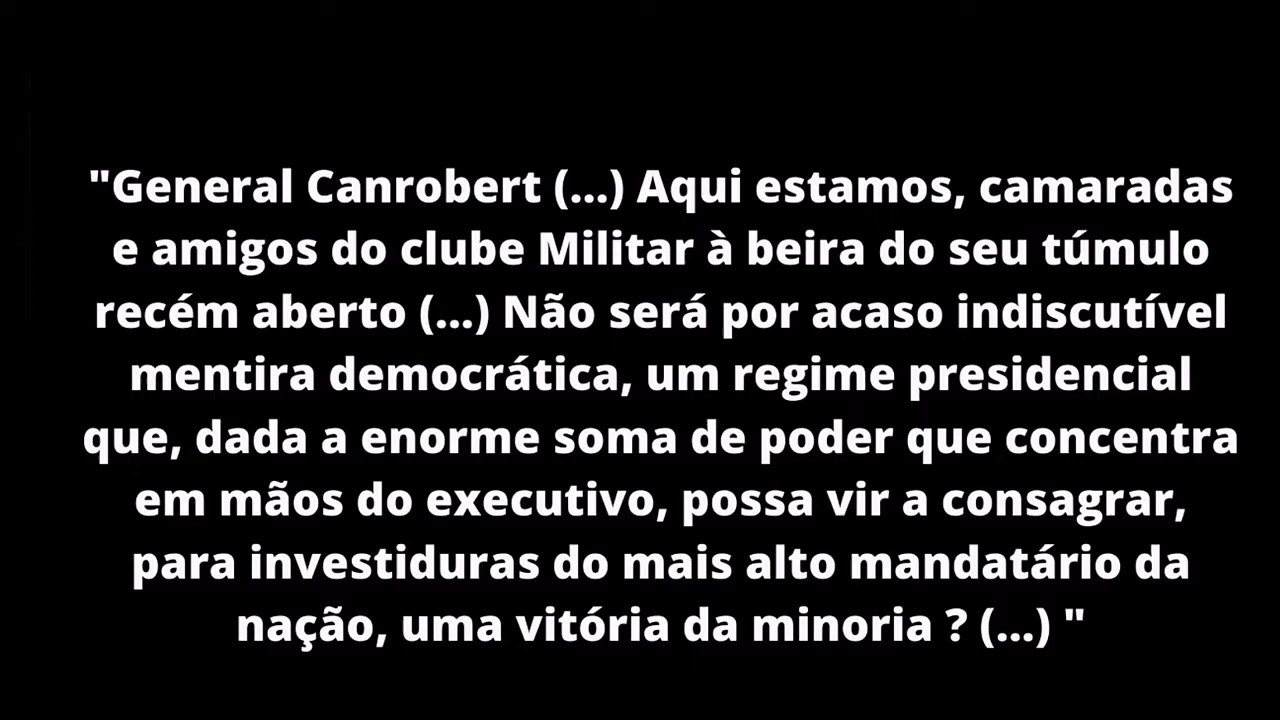 "General Canrobert (...) Aqui estamos, camaradas
e amigos do clube Militar à beira do seu túmulo
recém aberto (...) Não será por acaso indiscutível
mentira democrática, um regime presidencial
que, dada a enorme soma de poder que concentra
em mãos do executivo, possa vir a consagrar,
para investiduras do mais alto mandatário da
nação, uma vitória da minoria ? (...) "